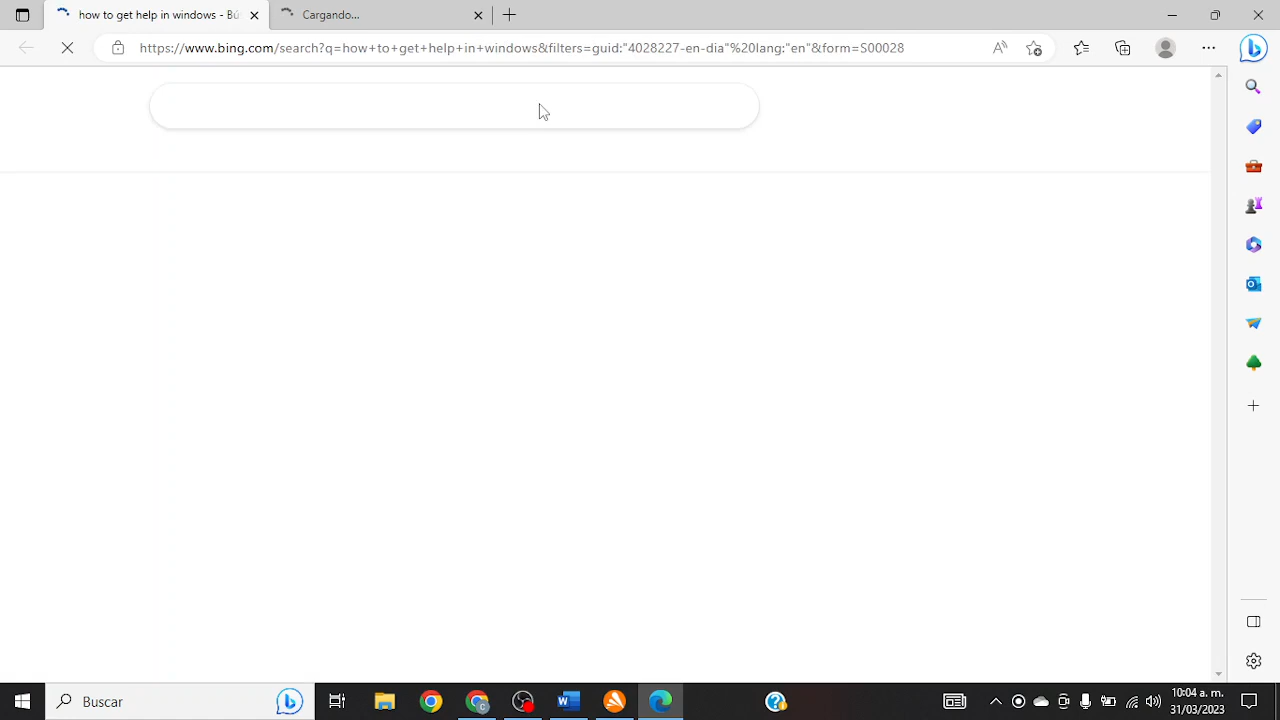 how to get help in windows - Bú
Cargando...
https://www.bing.com/search?q=how+to+get+help+in+windows&filters=guid:"4028227-en-dia"%20lang:"en"&form=S00028
Buscar
10:04 a. m.
31/03/2023